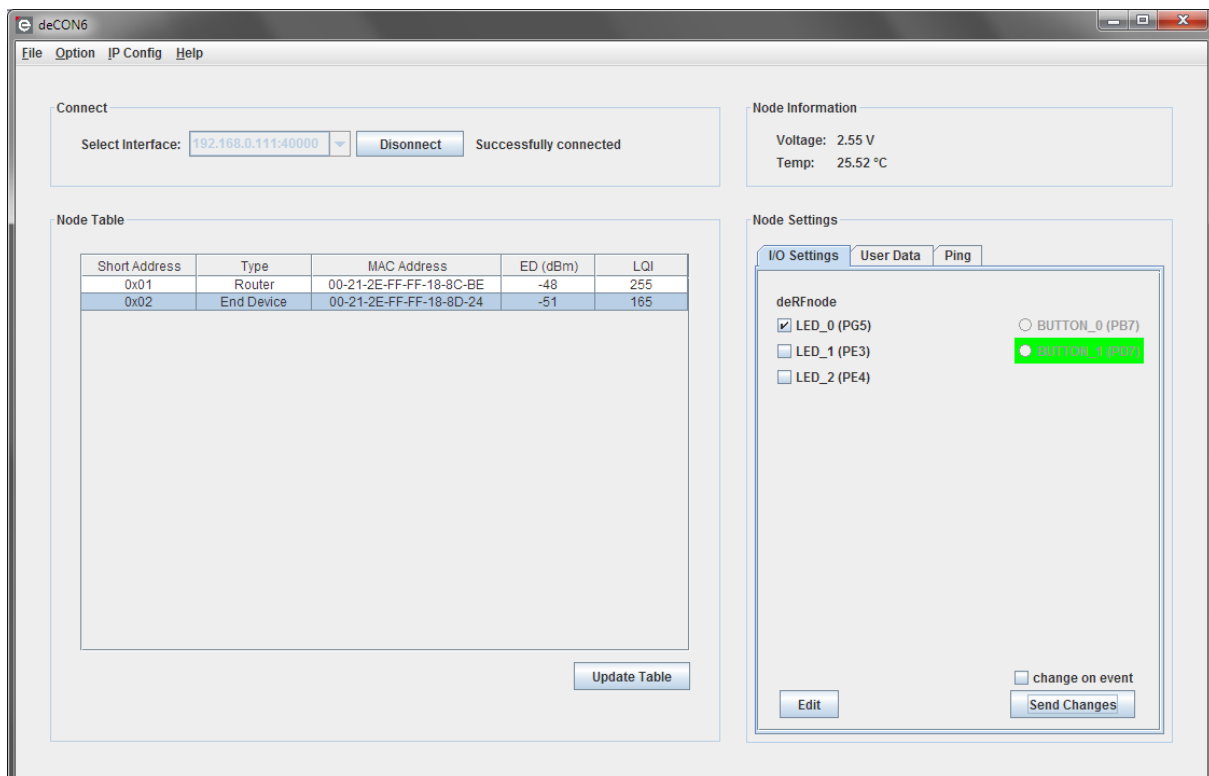 deCON6
File Option IP Config Help
Connect
Select Interface: 192.168.0.111:40000 Disonnect Successfully connected
Node Information
Voltage: 2.55 V
Temp: 25.52 °C
Node Table
Short Address Type MAC Address ED (dBm) LQI
0x01 Router 00-21-2E-FF-FF-18-8C-BE -48 255
0x02 End Device 00-21-2E-FF-FF-18-8D-24 -51 165
Update Table
Node Settings
I/O Settings User Data Ping
deRFnode
LED_0 (PG5) BUTTON_0 (PB7)
LED_1 (PE3)
LED_2 (PE4)
change on event
Edit Send Changes